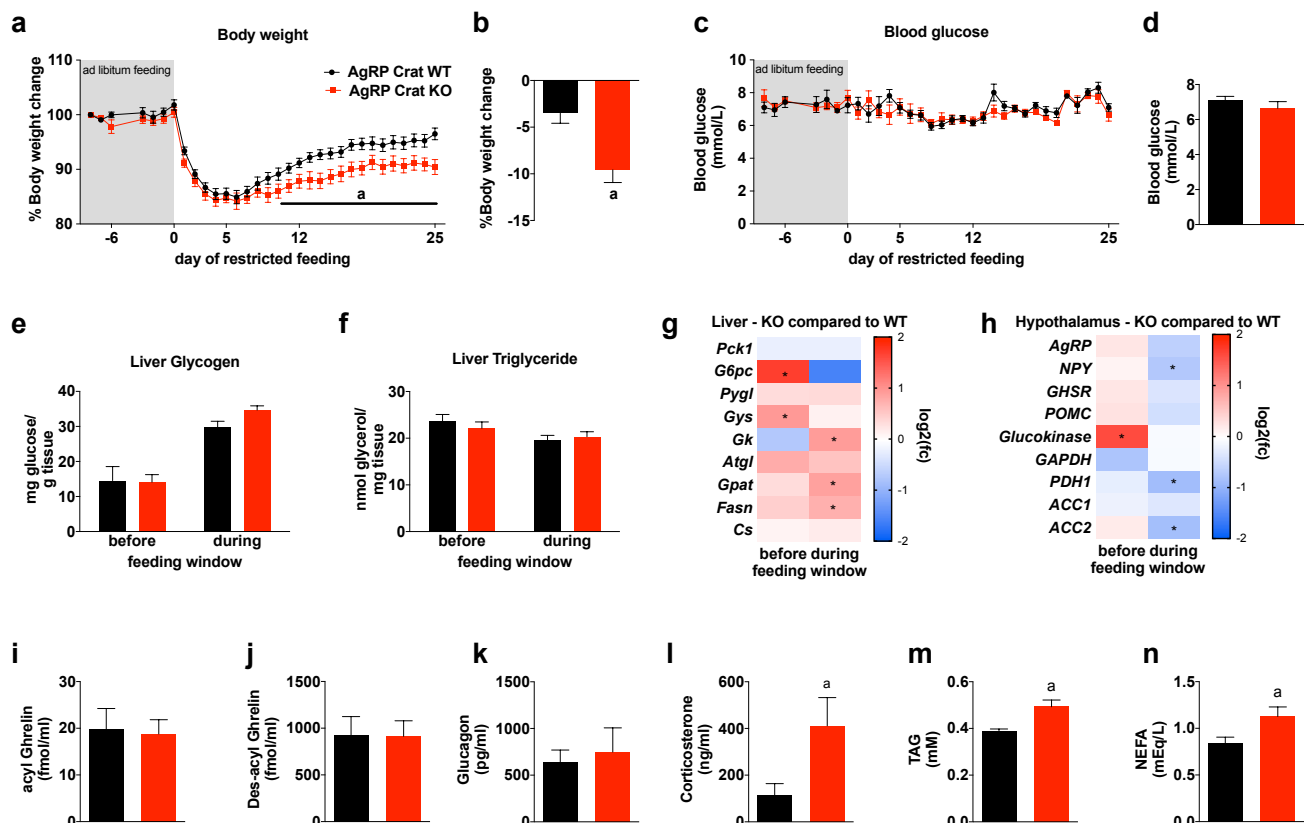 a
Body weight
110
100
90
80
% Body weight change
ad libitum feeding
AgRP Crat WT
AgRP Crat KO
a
-6
0
5
12
25
day of restricted feeding
b
0
-5
-10
-15
%Body weight change
a
c
Blood glucose
10
8
6
4
2
0
Blood glucose
(mmol/L)
ad libitum feeding
-6
0
5
12
25
day of restricted feeding
d
8
6
4
2
0
Blood glucose
(mmol/L)
e
Liver Glycogen
40
30
20
10
0
mg glucose/
g tissue
before
during
feeding window
f
Liver Triglyceride
30
20
10
0
nmol glycerol/
mg tissue
before
during
feeding window
g
Liver - KO compared to WT
Pck1
G6pc
*
Pygl
Gys
*
Gk
*
Atgl
Gpat
*
Fasn
*
Cs
before during
feeding window
2
1
0
-1
-2
log2(fc)
h
Hypothalamus - KO compared to WT
AgRP
NPY
*
GHSR
POMC
Glucokinase
*
GAPDH
PDH1
*
ACC1
ACC2
*
before during
feeding window
2
1
0
-1
-2
log2(fc)
i
30
20
10
0
acyl Ghrelin
(fmol/ml)
j
1500
1000
500
0
Des-acyl Ghrelin
(fmol/ml)
k
1500
1000
500
0
Glucagon
(pg/ml)
l
600
400
200
0
Corticosterone
(ng/ml)
a
m
0.6
0.4
0.2
0.0
TAG
(mM)
a
n
1.5
1.0
0.5
0.0
NEFA
(mEq/L)
a